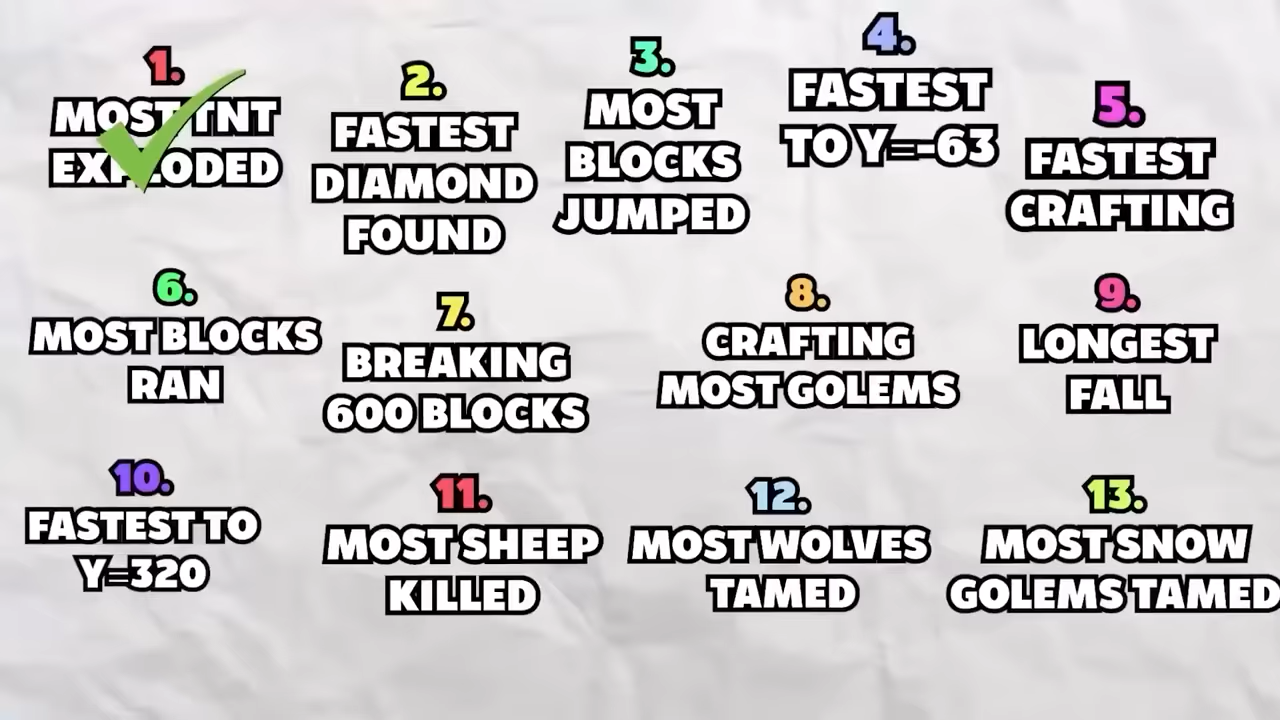 1.
MOST TNT
EXPLODED
2.
FASTEST
DIAMOND
FOUND
3.
MOST
BLOCKS
JUMPED
4.
FASTEST
TO Y=-63
5.
FASTEST
CRAFTING
6.
MOST BLOCKS
RAN
7.
BREAKING
600 BLOCKS
8.
CRAFTING
MOST GOLEMS
9.
LONGEST
FALL
10.
FASTEST TO
Y=320
11.
MOST SHEEP
KILLED
12.
MOST WOLVES
TAMED
13.
MOST SNOW
GOLEMS TAMED